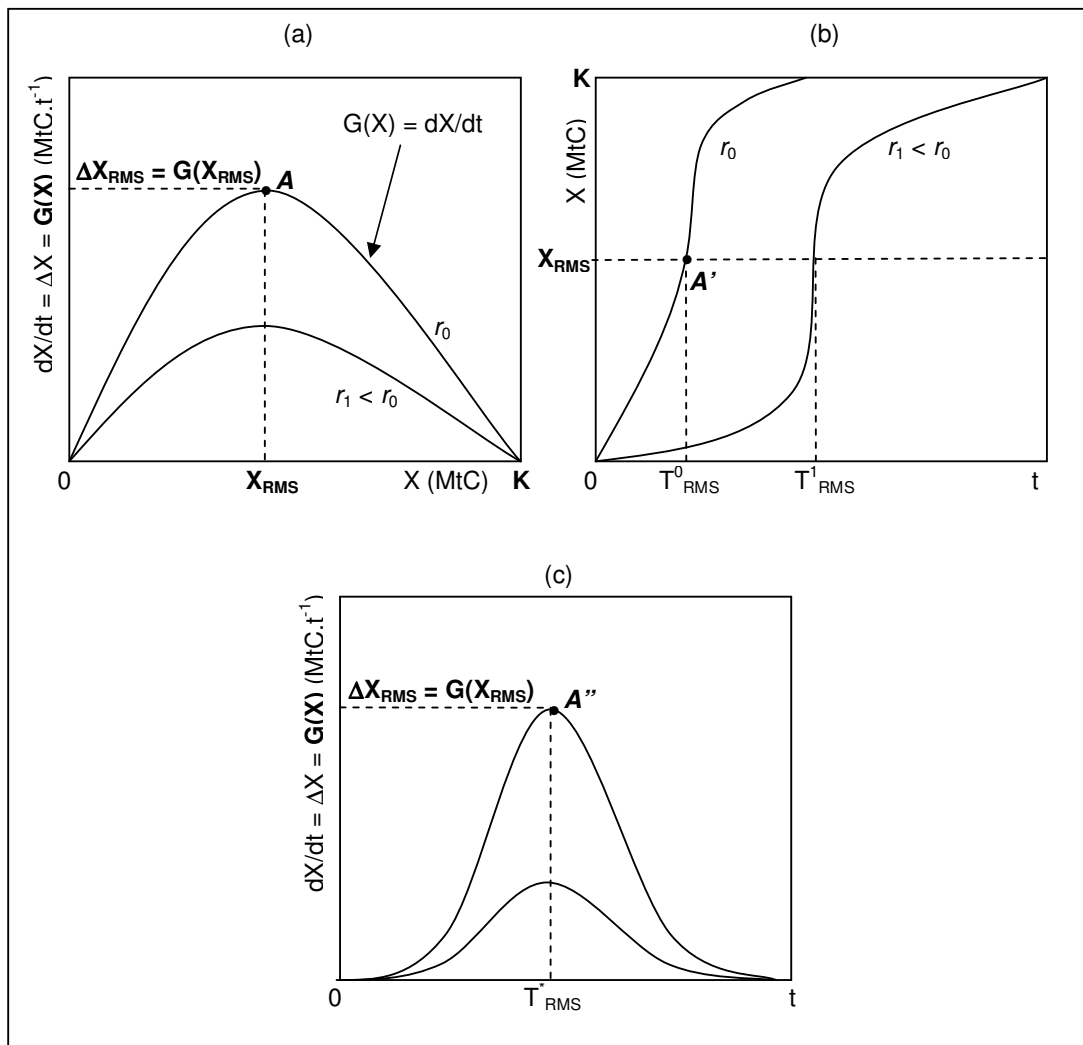 (a)
dX/dt = ΔX = G(X) (MtC.t⁻¹)
G(X) = dX/dt
ΔX_RMS = G(X_RMS)
A
r₀
r₁ < r₀
0
X_RMS
X (MtC)
K
(b)
K
X (MtC)
r₀
r₁ < r₀
X_RMS
A'
0
T⁰_RMS
T¹_RMS
t
(c)
dX/dt = ΔX = G(X) (MtC.t⁻¹)
ΔX_RMS = G(X_RMS)
A''
0
T*_RMS
t